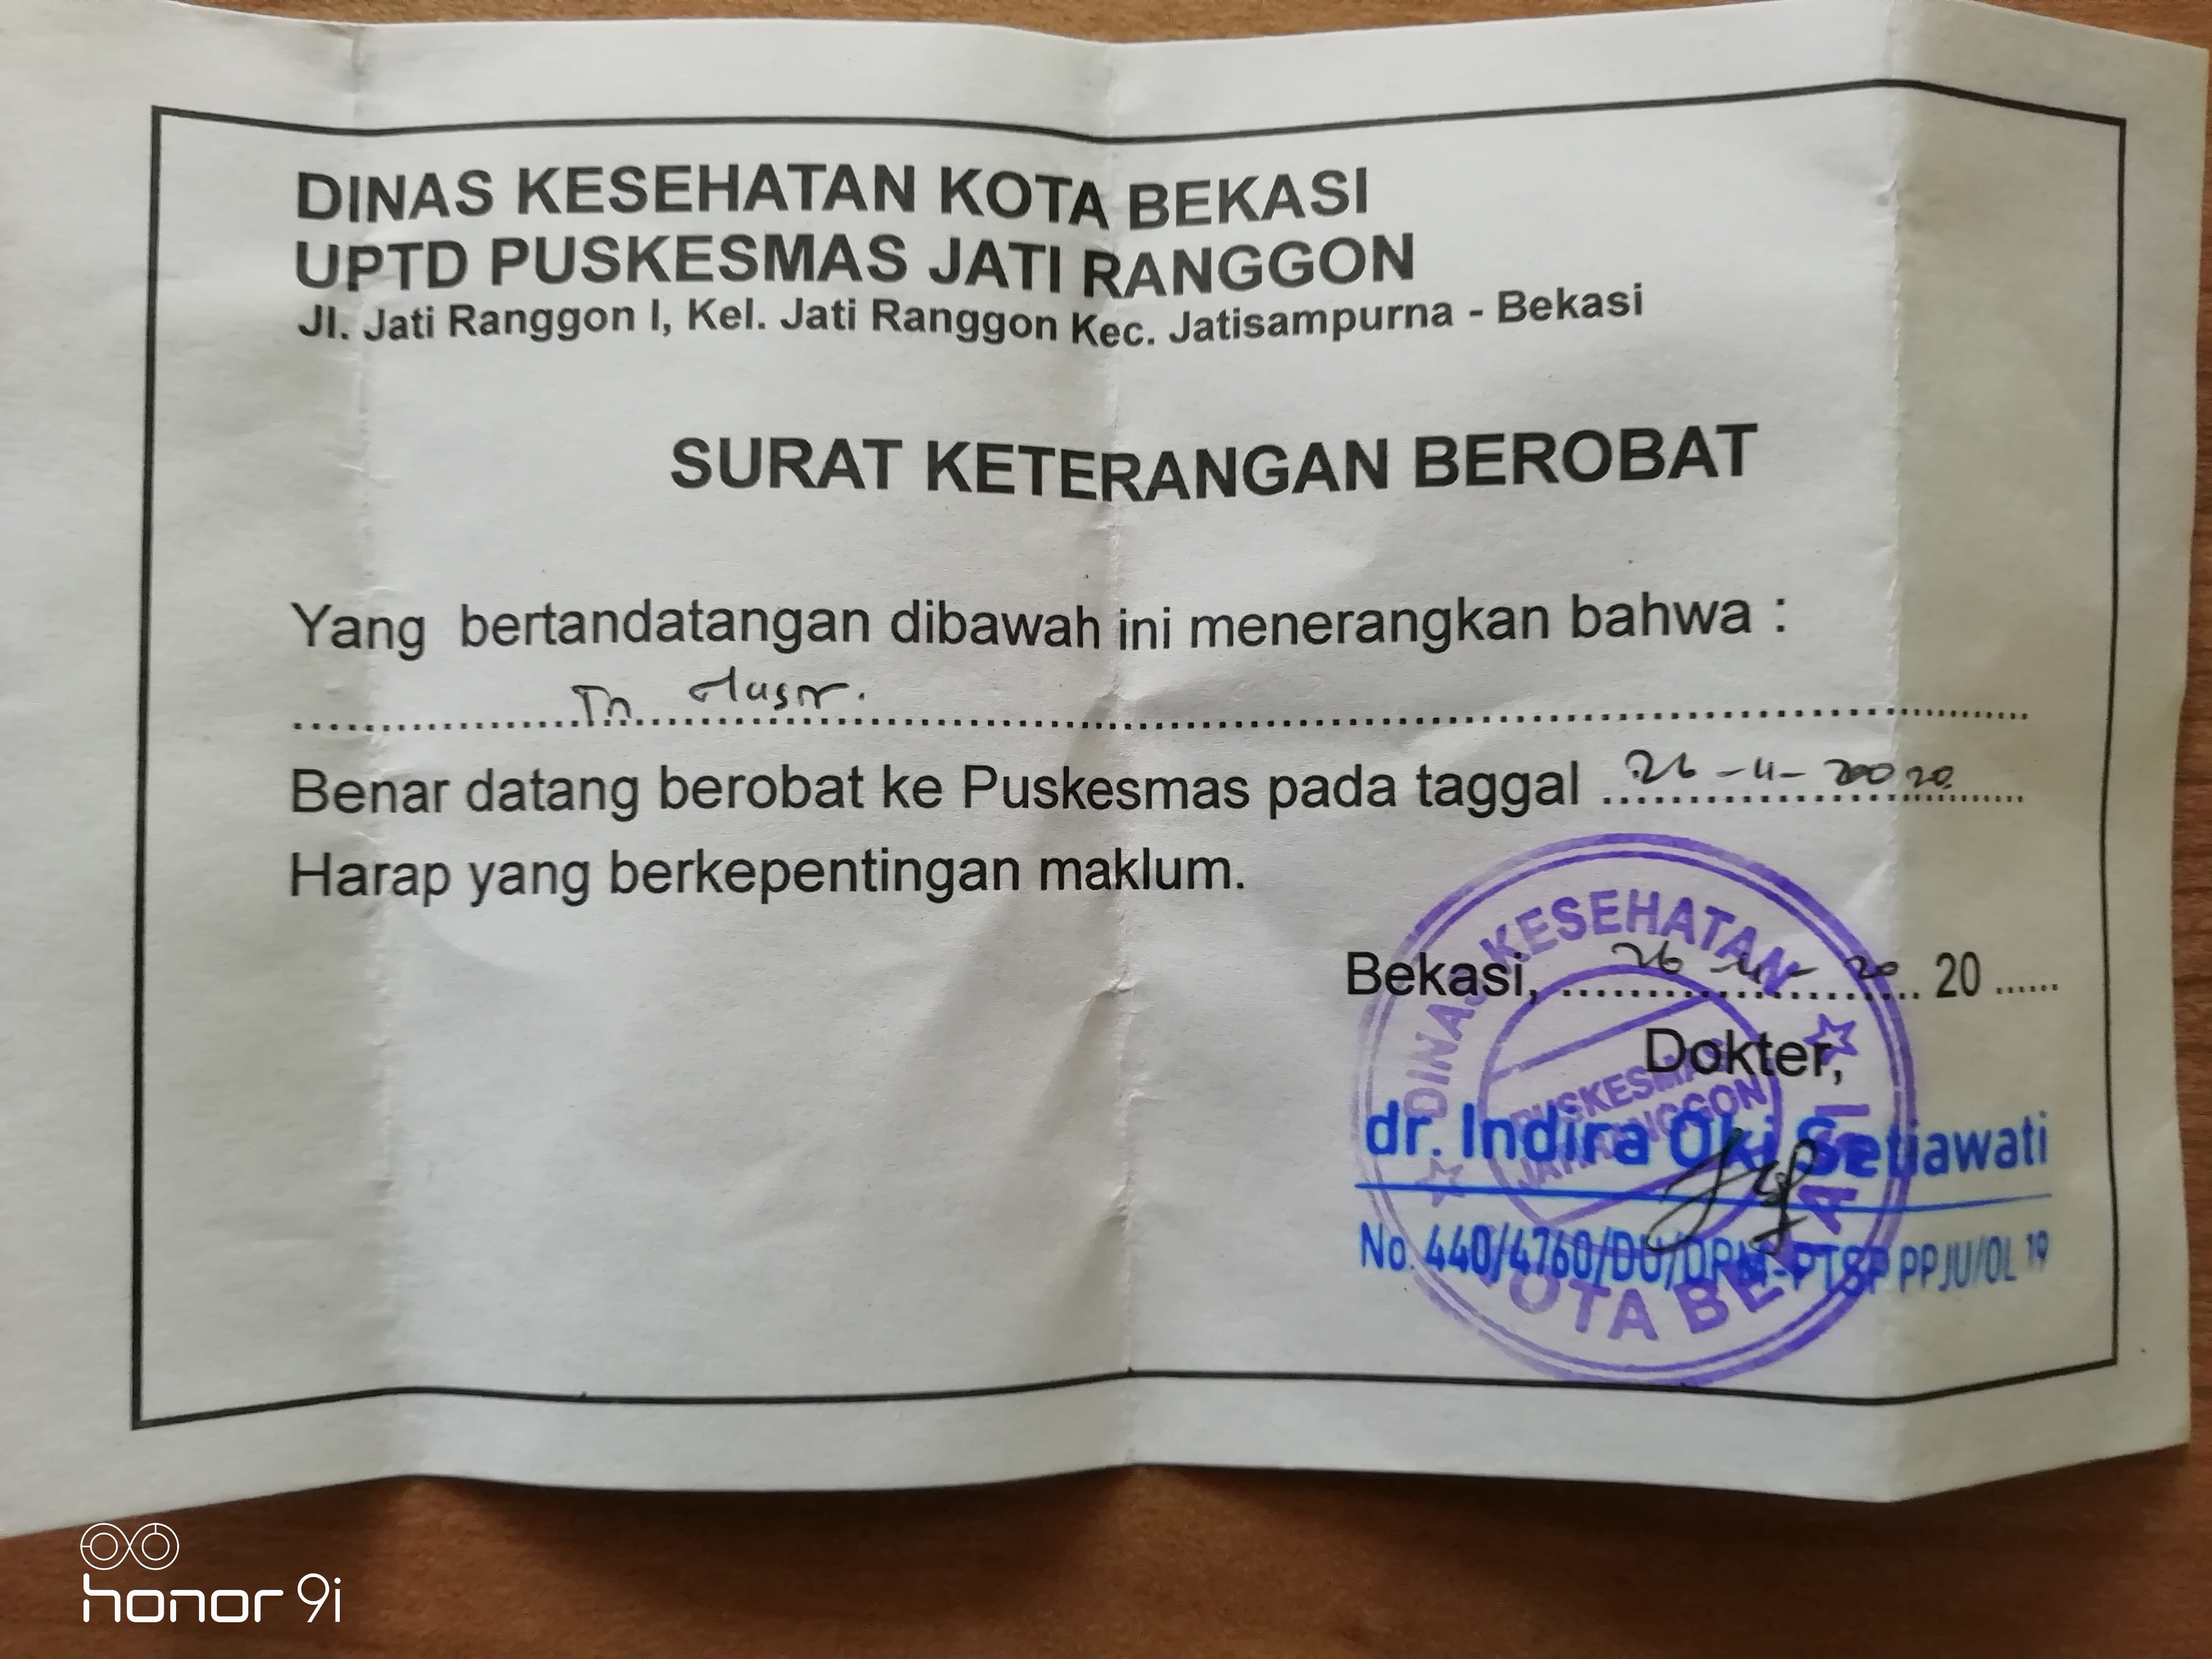 DINAS KESEHATAN KOTA BEKASI
UPTD PUSKESMAS JATI RANGGON
Jl. Jati Ranggon I, Kel. Jati Ranggon Kec. Jatisampurna - Bekasi
SURAT KETERANGAN BEROBAT
Yang bertandatangan dibawah ini menerangkan bahwa :
Tn
Benar datang berobat ke Puskesmas pada taggal 26 - 4 - 2020
Harap yang berkepentingan maklum.
Bekasi, 26 - 4 - 20 20
Dokter,
DINAS KESEHATAN
PUSKESMAS
JATIRANGGON
KOTA BEKASI
dr. Indira Oki Setiawati
No. 440/4760/DU/DPM-PTSP PPJU/OL 19
honor 9i